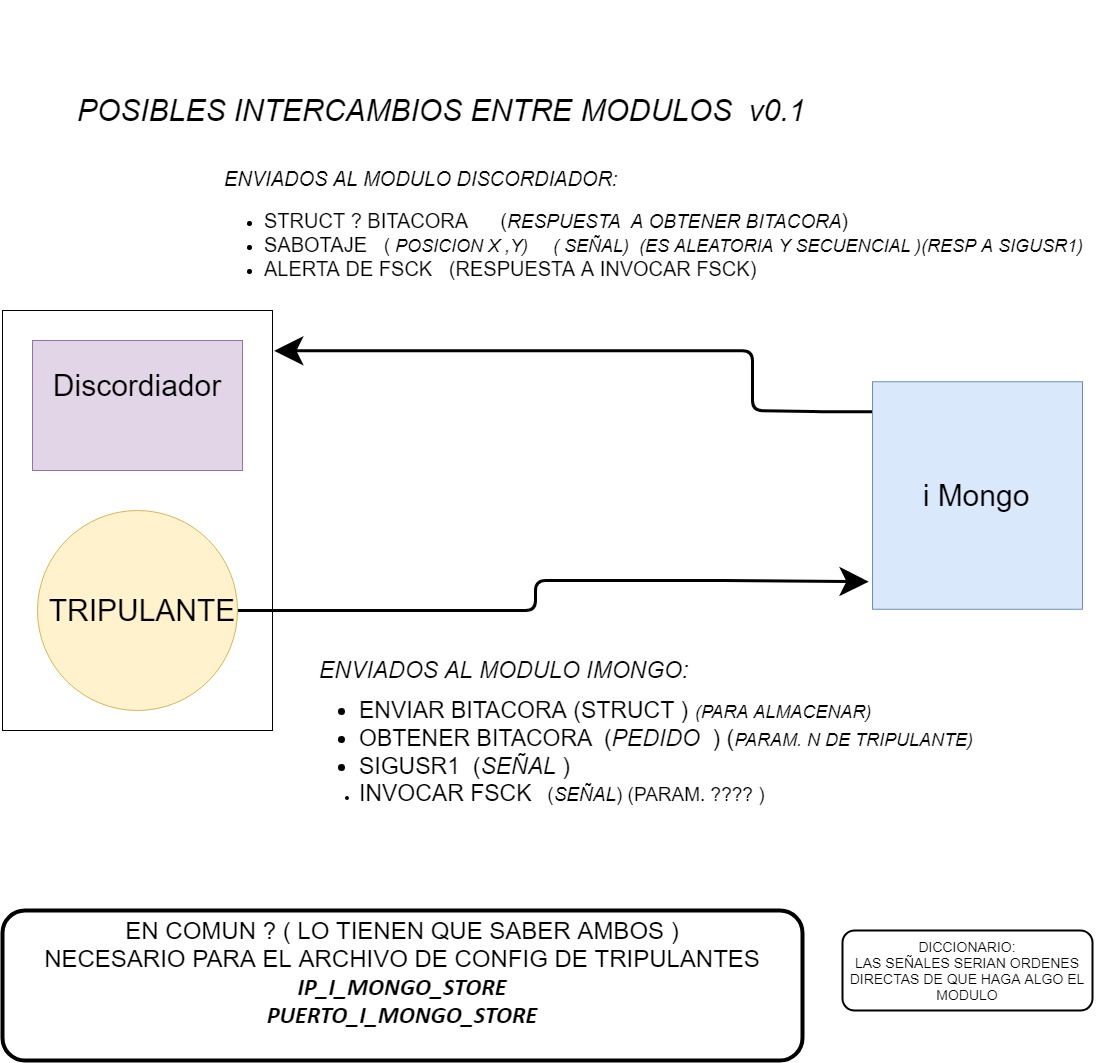 POSIBLES INTERCAMBIOS ENTRE MODULOS v0.1
ENVIADOS AL MODULO DISCORDIADOR:
• STRUCT ? BITACORA (RESPUESTA A OBTENER BITACORA)
• SABOTAJE ( POSICION X ,Y) ( SEÑAL) (ES ALEATORIA Y SECUENCIAL )(RESP A SIGUSR1)
• ALERTA DE FSCK (RESPUESTA A INVOCAR FSCK)
Discordiador
i Mongo
TRIPULANTE
ENVIADOS AL MODULO IMONGO:
• ENVIAR BITACORA (STRUCT ) (PARA ALMACENAR)
• OBTENER BITACORA (PEDIDO ) (PARAM. N DE TRIPULANTE)
• SIGUSR1 (SEÑAL )
• INVOCAR FSCK (SEÑAL) (PARAM. ???? )
EN COMUN ? ( LO TIENEN QUE SABER AMBOS )
NECESARIO PARA EL ARCHIVO DE CONFIG DE TRIPULANTES
IP_I_MONGO_STORE
PUERTO_I_MONGO_STORE
DICCIONARIO:
LAS SEÑALES SERIAN ORDENES
DIRECTAS DE QUE HAGA ALGO EL
MODULO